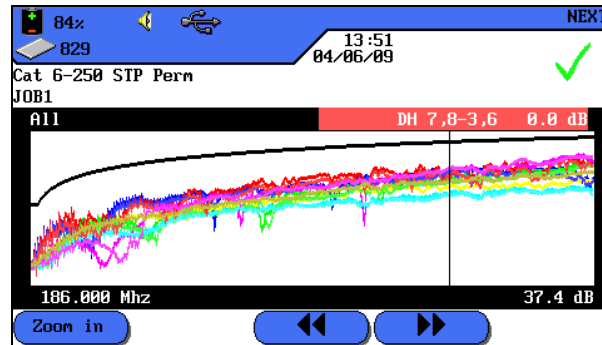 84%
NEXT
829
13:51
04/06/09
Cat 6-250 STP Perm
JOB1
All DH 7,8-3,6 0.0 dB
186.000 Mhz 37.4 dB
Zoom in